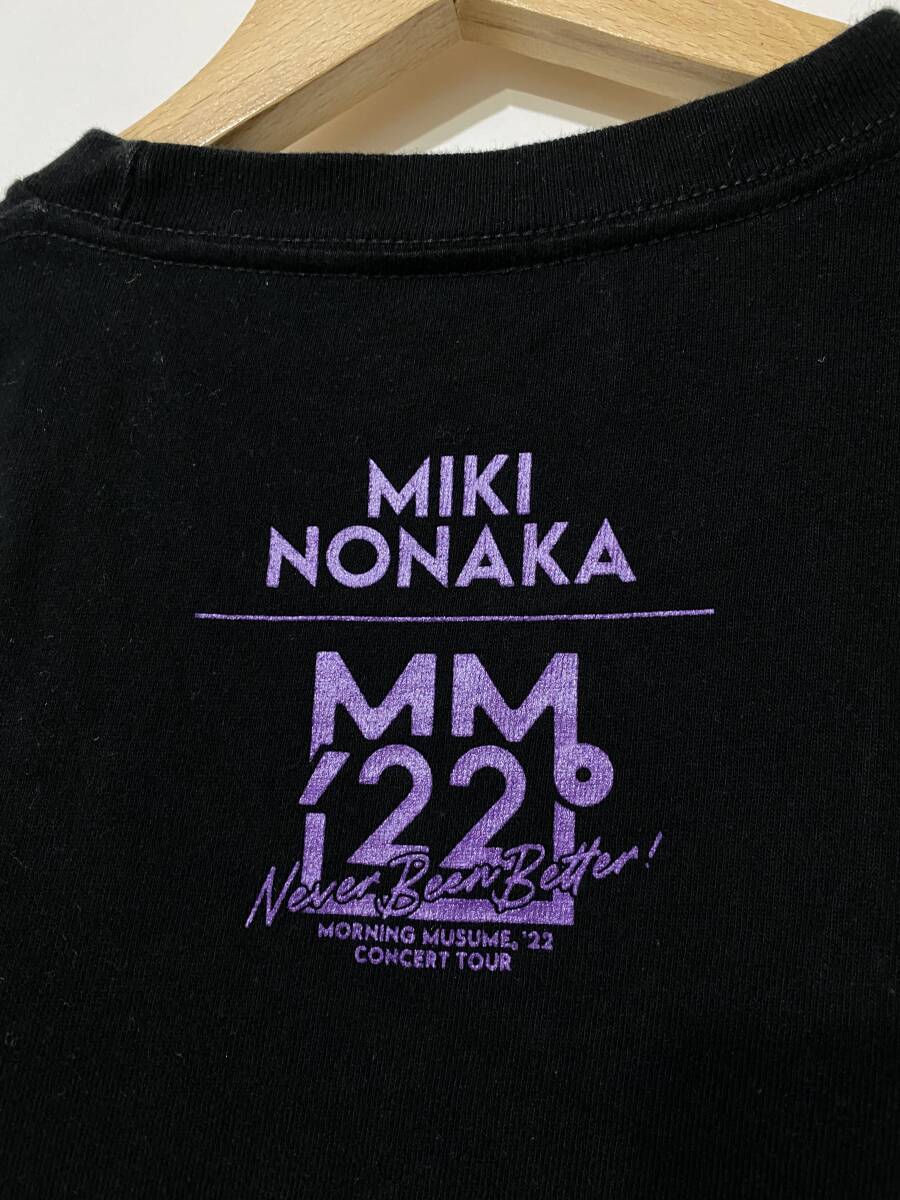 MIKI
NONAKA
MM
'22
Never Been Better!
MORNING MUSUME。'22
CONCERT TOUR